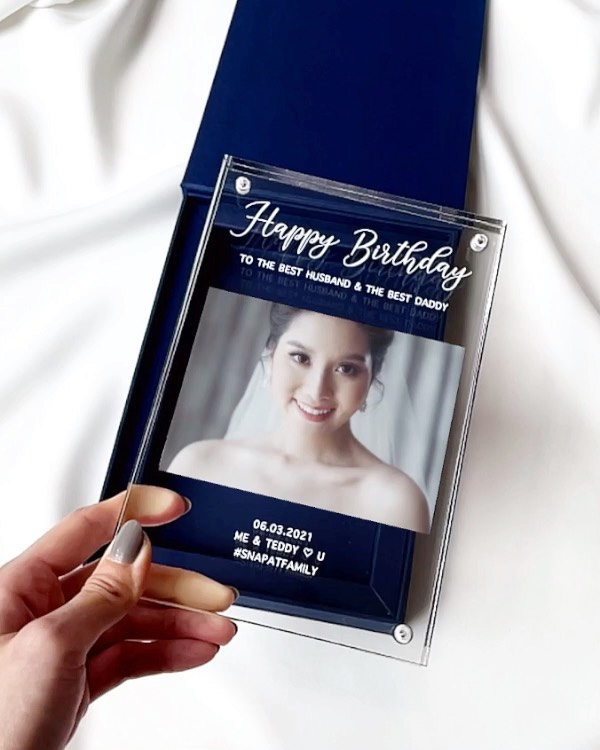 Happy Birthday
TO THE BEST HUSBAND & THE BEST DADDY
06.03.2021
ME & TEDDY ♡ U
#SNAPATFAMILY